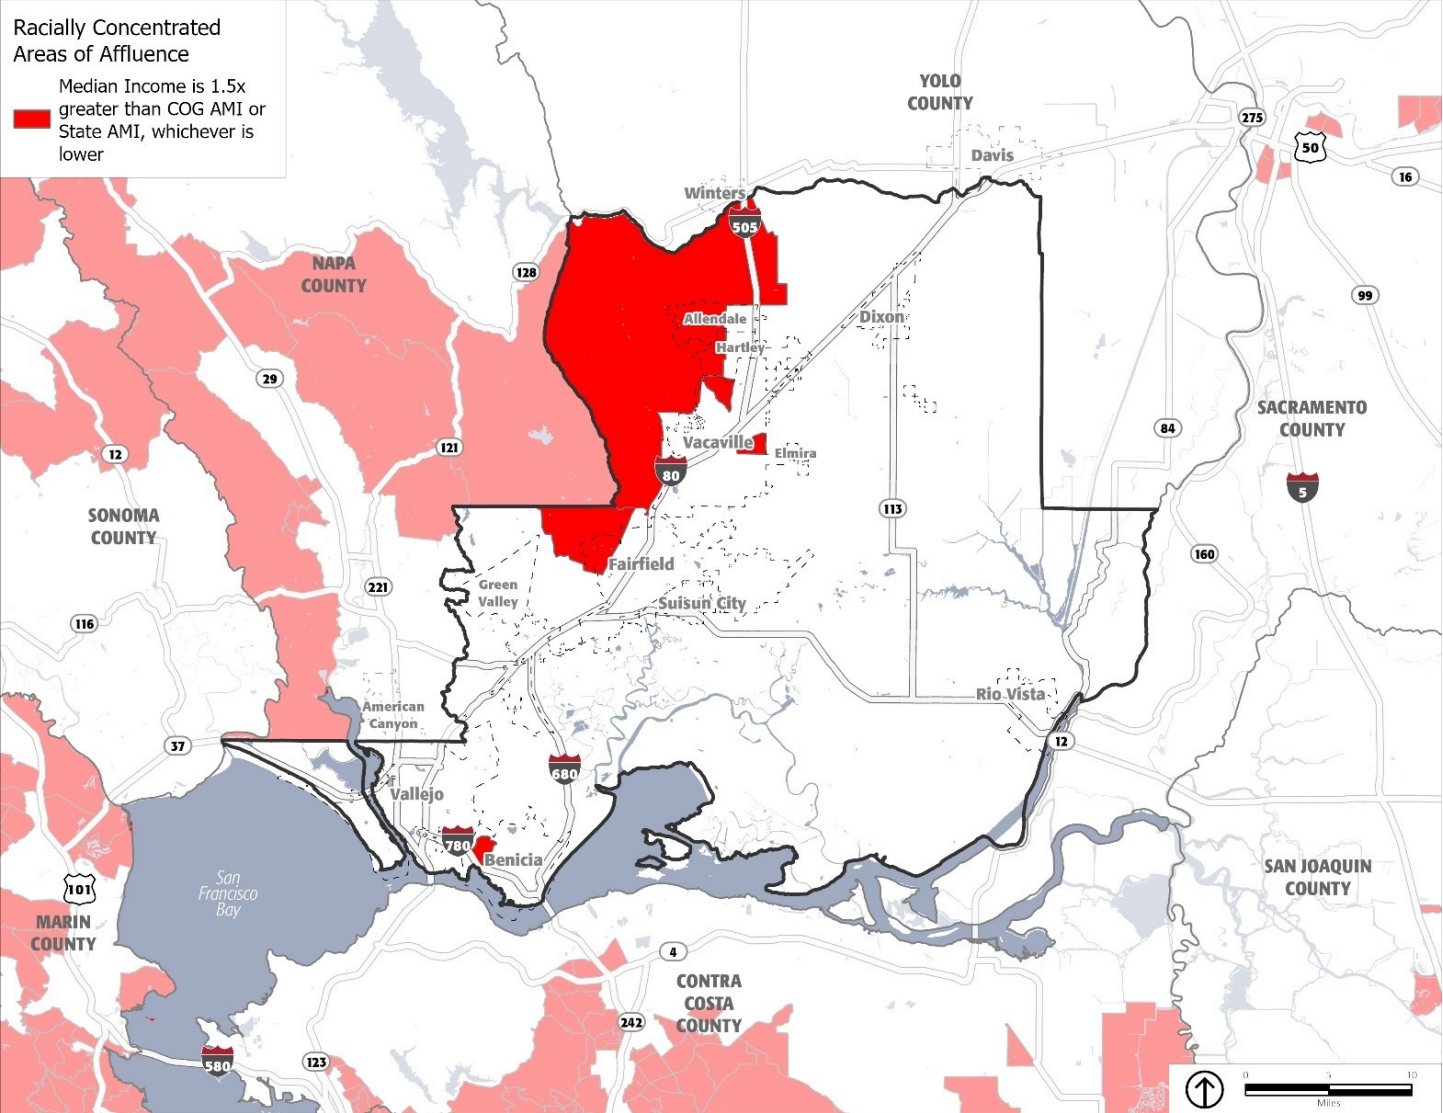 Racially Concentrated
Areas of Affluence
Median Income is 1.5x
greater than COG AMI or
State AMI, whichever is
lower
YOLO
COUNTY
275
50
Davis
16
Winters
505
NAPA
COUNTY
128
99
Allendale
Dixon
Hartley
29
SACRAMENTO
COUNTY
84
121
12
Vacaville
Elmira
80
5
113
SONOMA
COUNTY
160
Fairfield
Green
Valley
221
Suisun City
116
Rio Vista
American
Canyon
37
12
680
Vallejo
780
Benicia
San
Francisco
Bay
101
SAN JOAQUIN
COUNTY
MARIN
COUNTY
4
CONTRA
COSTA
COUNTY
242
580
123
0 5 10
Miles